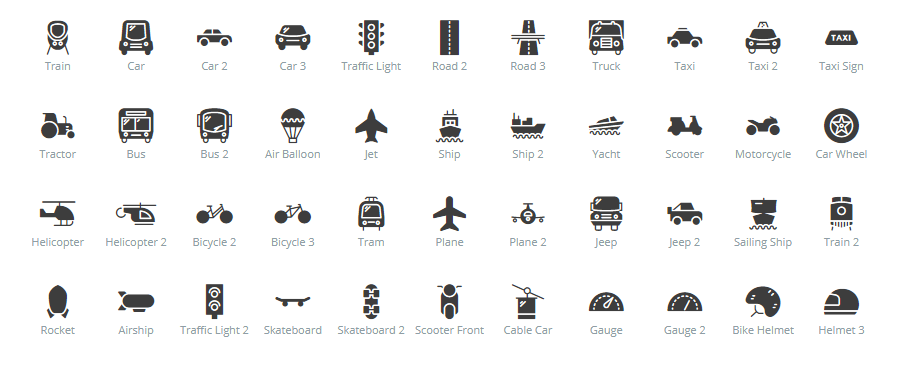 TAXI
Train Car Car 2 Car 3 Traffic Light Road 2 Road 3 Truck Taxi Taxi 2 Taxi Sign
Tractor Bus Bus 2 Air Balloon Jet Ship Ship 2 Yacht Scooter Motorcycle Car Wheel
Helicopter Helicopter 2 Bicycle 2 Bicycle 3 Tram Plane Plane 2 Jeep Jeep 2 Sailing Ship Train 2
Rocket Airship Traffic Light 2 Skateboard Skateboard 2 Scooter Front Cable Car Gauge Gauge 2 Bike Helmet Helmet 3